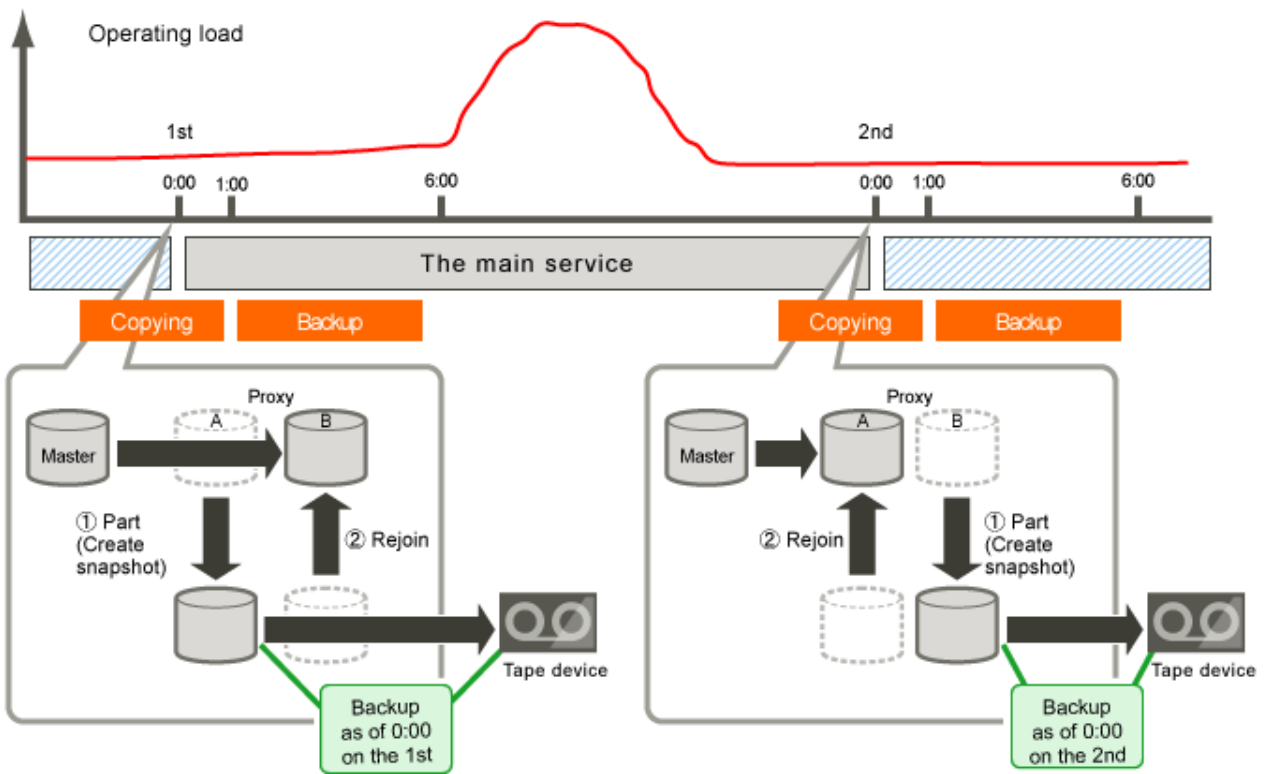 Operating load
1st
2nd
0:00
1:00
6:00
0:00
1:00
6:00
The main service
Copying
Backup
Copying
Backup
Proxy
A
B
Master
① Part
(Create
snapshot)
② Rejoin
Tape device
Backup
as of 0:00
on the 1st
Proxy
A
B
Master
② Rejoin
① Part
(Create
snapshot)
Tape device
Backup
as of 0:00
on the 2nd